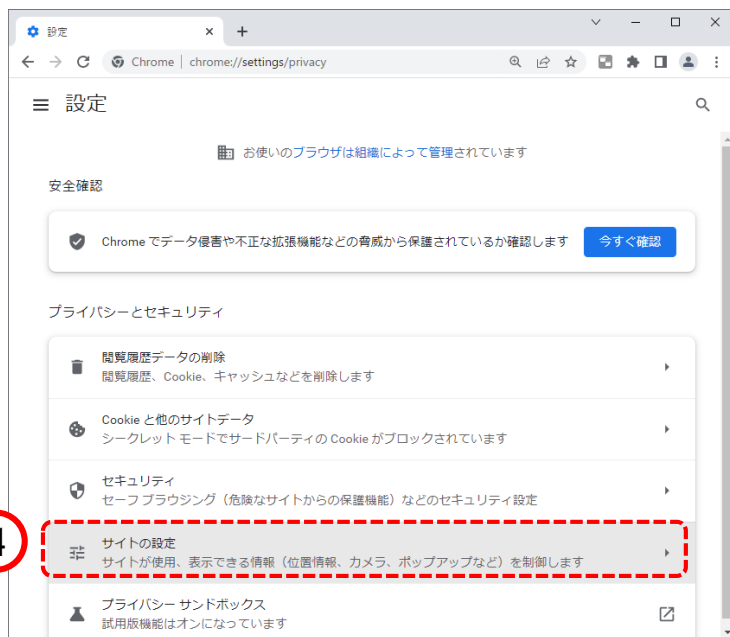 設定
Chrome | chrome://settings/privacy
設定
お使いのブラウザは組織によって管理されています
安全確認
Chrome でデータ侵害や不正な拡張機能などの脅威から保護されているか確認します
今すぐ確認
プライバシーとセキュリティ
閲覧履歴データの削除
閲覧履歴、Cookie、キャッシュなどを削除します
Cookie と他のサイトデータ
シークレット モードでサードパーティの Cookie がブロックされています
セキュリティ
セーフ ブラウジング（危険なサイトからの保護機能）などのセキュリティ設定
4
サイトの設定
サイトが使用、表示できる情報（位置情報、カメラ、ポップアップなど）を制御します
プライバシー サンドボックス
試用版機能はオンになっています